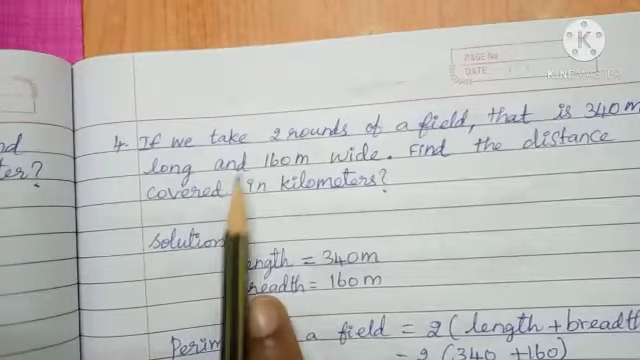 PAGE No
DATE
K
KINEMASTER
4. If we take 2 rounds of a field, that is 340m
long and 160m wide. Find the distance
covered in kilometers?
Solution
length = 340m
breadth = 160m
a field = 2 (length + breadth
= 2 (340 + 160)